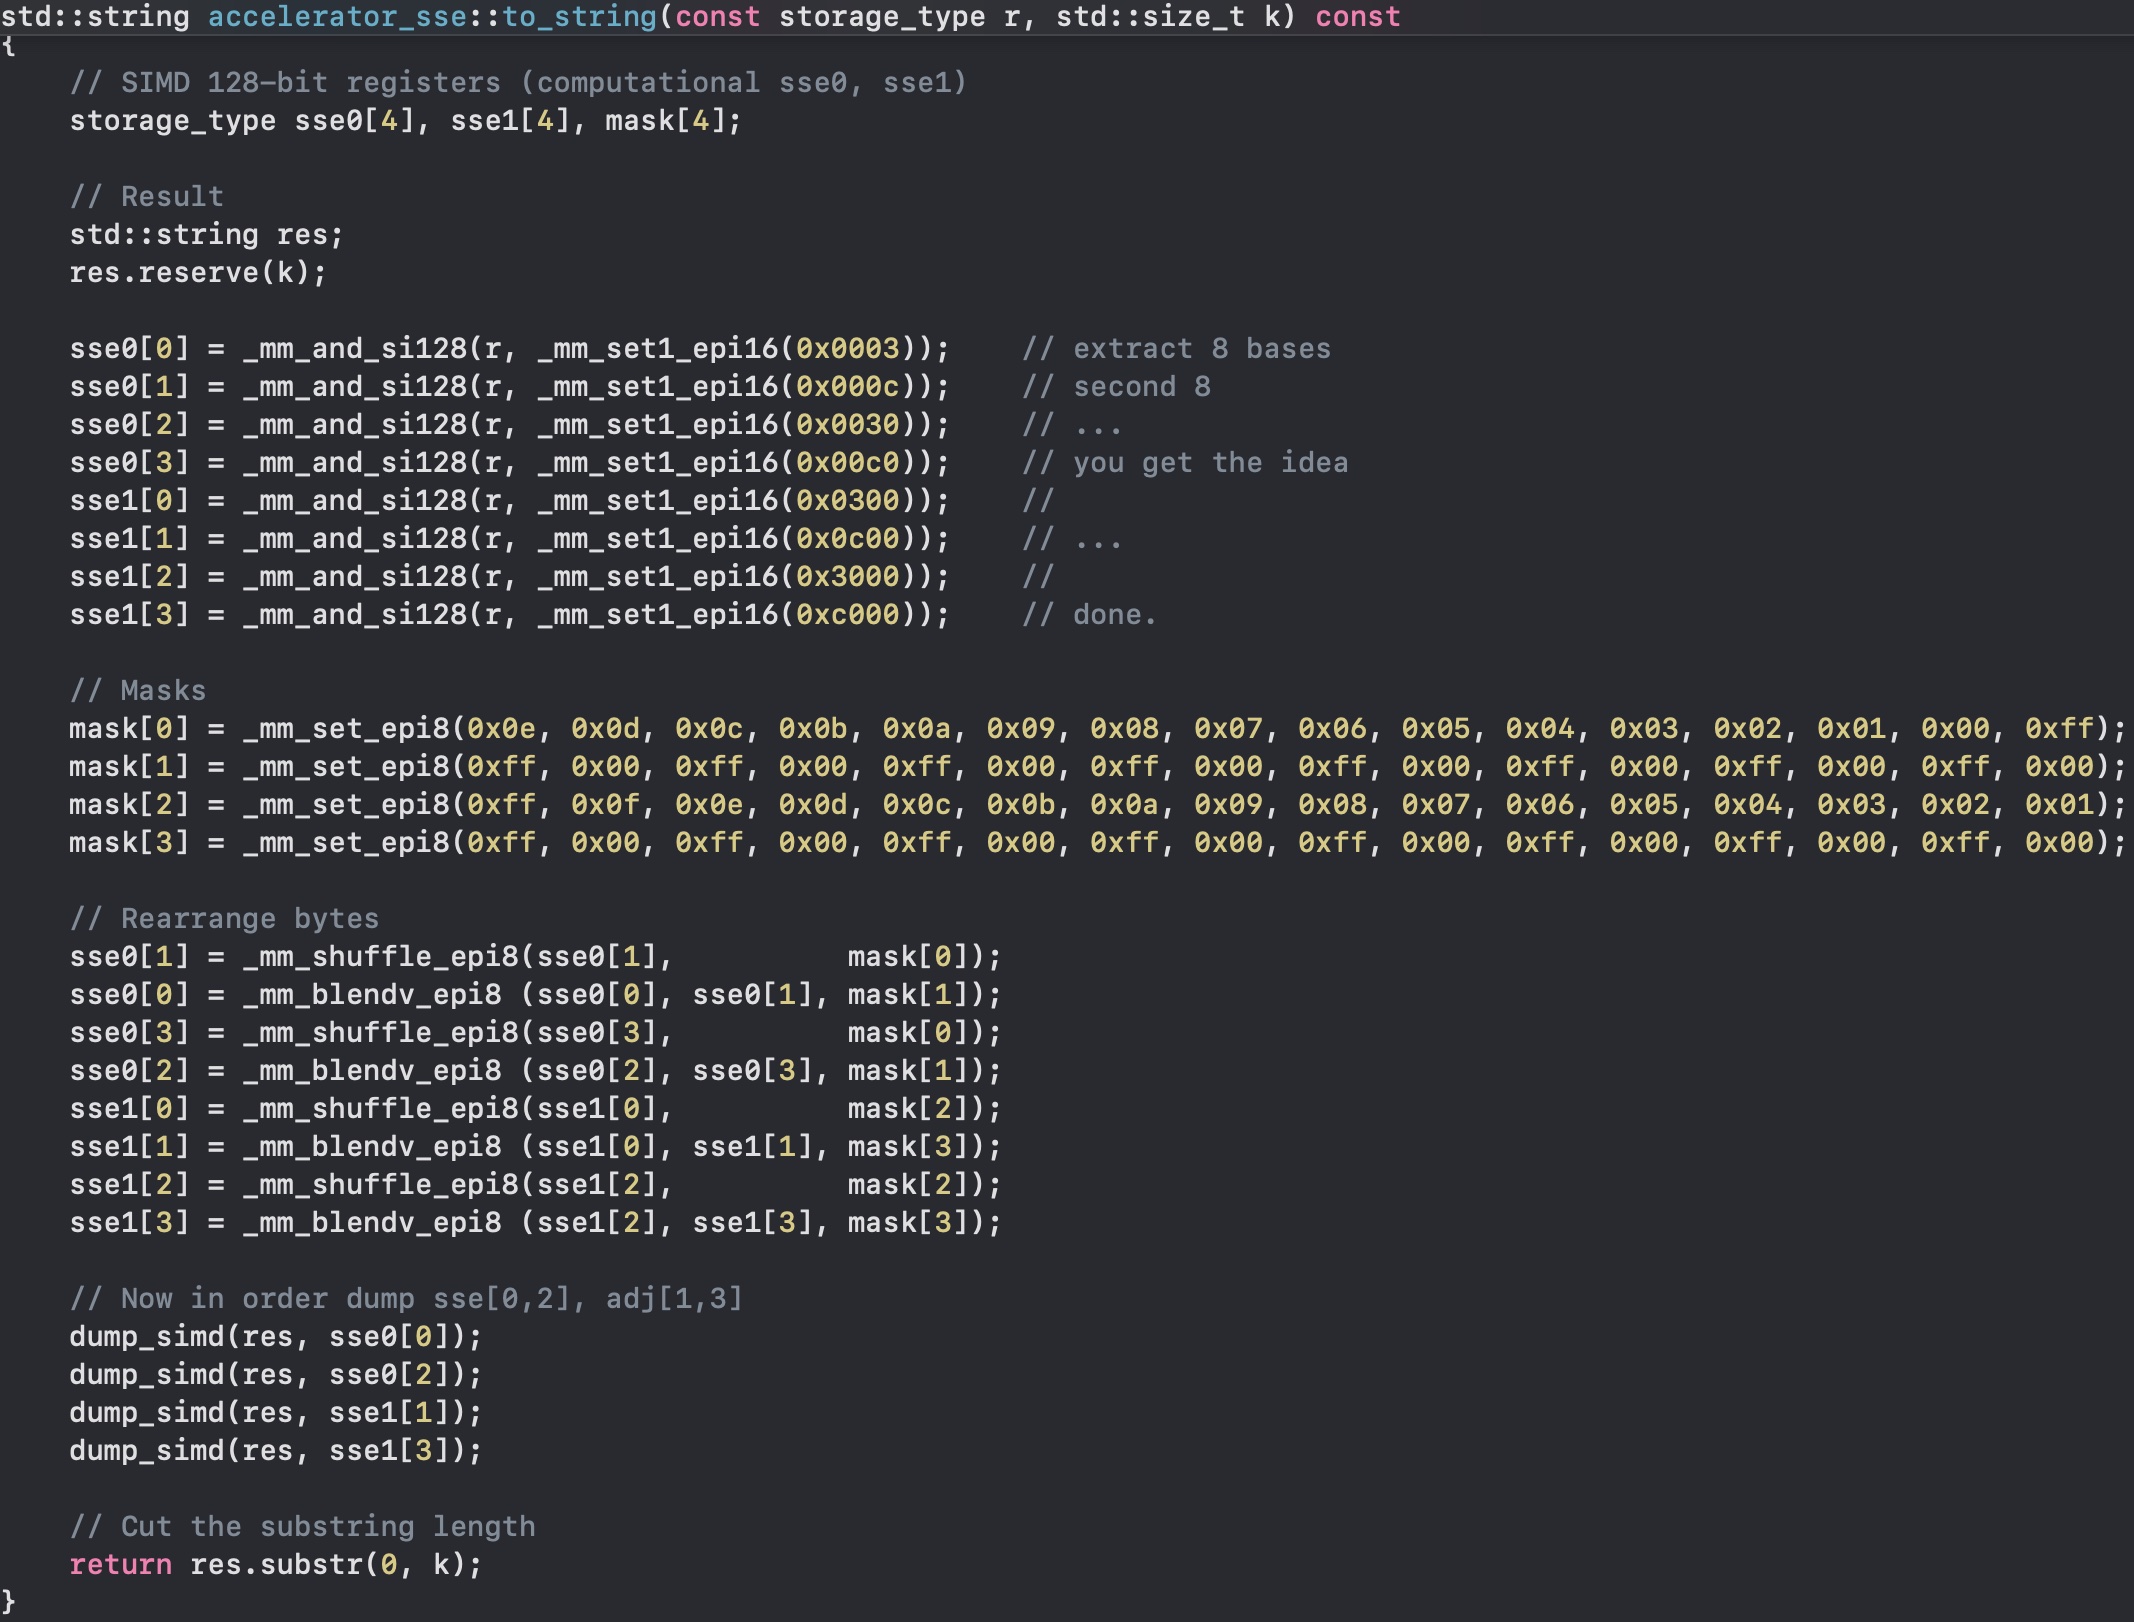 std::string accelerator_sse::to_string(const storage_type r, std::size_t k) const
{
    // SIMD 128-bit registers (computational sse0, sse1)
    storage_type sse0[4], sse1[4], mask[4];

    // Result
    std::string res;
    res.reserve(k);

    sse0[0] = _mm_and_si128(r, _mm_set1_epi16(0x0003));    // extract 8 bases
    sse0[1] = _mm_and_si128(r, _mm_set1_epi16(0x000c));    // second 8
    sse0[2] = _mm_and_si128(r, _mm_set1_epi16(0x0030));    // ...
    sse0[3] = _mm_and_si128(r, _mm_set1_epi16(0x00c0));    // you get the idea
    sse1[0] = _mm_and_si128(r, _mm_set1_epi16(0x0300));    //
    sse1[1] = _mm_and_si128(r, _mm_set1_epi16(0x0c00));    // ...
    sse1[2] = _mm_and_si128(r, _mm_set1_epi16(0x3000));    //
    sse1[3] = _mm_and_si128(r, _mm_set1_epi16(0xc000));    // done.

    // Masks
    mask[0] = _mm_set_epi8(0x0e, 0x0d, 0x0c, 0x0b, 0x0a, 0x09, 0x08, 0x07, 0x06, 0x05, 0x04, 0x03, 0x02, 0x01, 0x00, 0xff);
    mask[1] = _mm_set_epi8(0xff, 0x00, 0xff, 0x00, 0xff, 0x00, 0xff, 0x00, 0xff, 0x00, 0xff, 0x00, 0xff, 0x00, 0xff, 0x00);
    mask[2] = _mm_set_epi8(0xff, 0x0f, 0x0e, 0x0d, 0x0c, 0x0b, 0x0a, 0x09, 0x08, 0x07, 0x06, 0x05, 0x04, 0x03, 0x02, 0x01);
    mask[3] = _mm_set_epi8(0xff, 0x00, 0xff, 0x00, 0xff, 0x00, 0xff, 0x00, 0xff, 0x00, 0xff, 0x00, 0xff, 0x00, 0xff, 0x00);

    // Rearrange bytes
    sse0[1] = _mm_shuffle_epi8(sse0[1],          mask[0]);
    sse0[0] = _mm_blendv_epi8 (sse0[0], sse0[1], mask[1]);
    sse0[3] = _mm_shuffle_epi8(sse0[3],          mask[0]);
    sse0[2] = _mm_blendv_epi8 (sse0[2], sse0[3], mask[1]);
    sse1[0] = _mm_shuffle_epi8(sse1[0],          mask[2]);
    sse1[1] = _mm_blendv_epi8 (sse1[0], sse1[1], mask[3]);
    sse1[2] = _mm_shuffle_epi8(sse1[2],          mask[2]);
    sse1[3] = _mm_blendv_epi8 (sse1[2], sse1[3], mask[3]);

    // Now in order dump sse[0,2], adj[1,3]
    dump_simd(res, sse0[0]);
    dump_simd(res, sse0[2]);
    dump_simd(res, sse1[1]);
    dump_simd(res, sse1[3]);

    // Cut the substring length
    return res.substr(0, k);
}